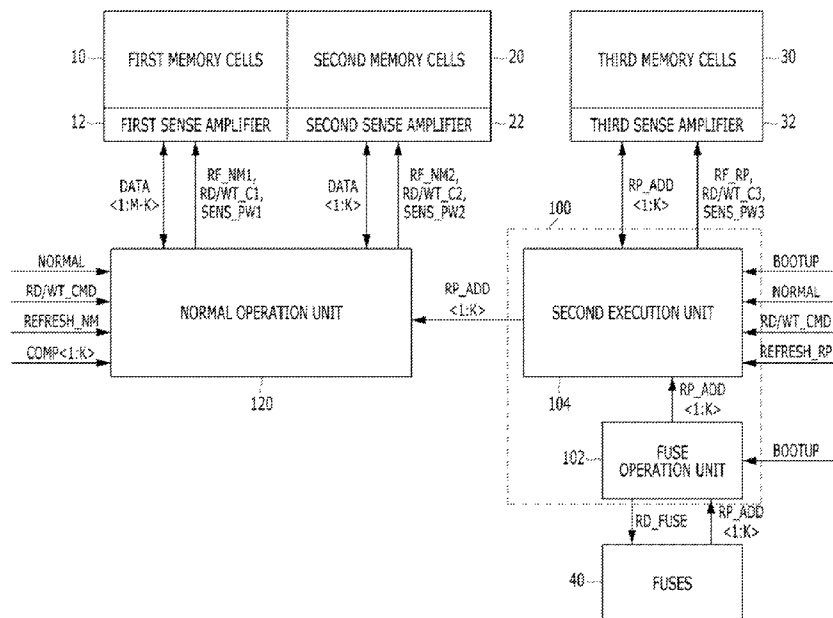 10
FIRST MEMORY CELLS
SECOND MEMORY CELLS
20
THIRD MEMORY CELLS
30
12
FIRST SENSE AMPLIFIER
SECOND SENSE AMPLIFIER
22
THIRD SENSE AMPLIFIER
32
DATA
<1:M-K>
RF_NM1,
RD/WT_C1,
SENS_PW1
DATA
<1:K>
RF_NM2,
RD/WT_C2,
SENS_PW2
RP_ADD
<1:K>
RF_RP,
RD/WT_C3,
SENS_PW3
100
NORMAL
RD/WT_CMD
REFRESH_NM
COMP<1:K>
NORMAL OPERATION UNIT
120
RP_ADD
<1:K>
SECOND EXECUTION UNIT
104
BOOTUP
NORMAL
RD/WT_CMD
REFRESH_RP
RP_ADD
<1:K>
102
FUSE
OPERATION UNIT
BOOTUP
RD_FUSE
RP_ADD
<1:K>
40
FUSES